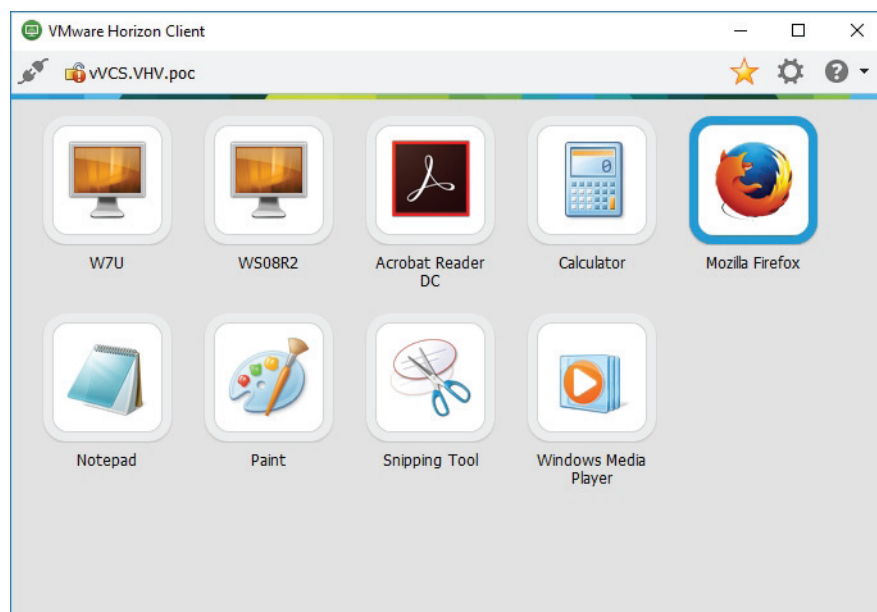 VMware Horizon Client
vVCS.VHV.poc
W7U
WS08R2
Acrobat Reader
DC
Calculator
Mozilla Firefox
Notepad
Paint
Snipping Tool
Windows Media
Player